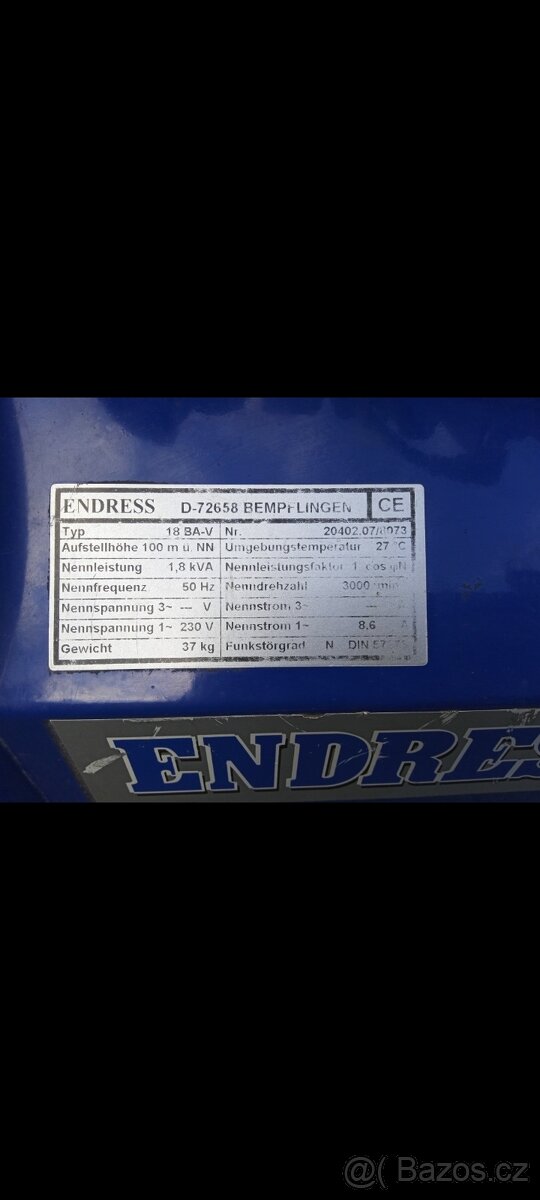 ENDRESS D-72658 BEMPFLINGEN CE
Typ 18 BA-V Nr.
Aufstellhöhe 100 m ü. NN Umgebungstemperatur 27 °C
Nennleistung 1,8 kVA Nennleistungsfaktor 1 cos φN
Nennfrequenz 50 Hz Nenndrehzahl 3000
Nennspannung 3~ --- V Nennstrom 3~ --- A
Nennspannung 1~ 230 V Nennstrom 1~ 8,6 A
Gewicht 37 kg Funkstörgrad N DIN
ENDRES
@( Bazos.cz